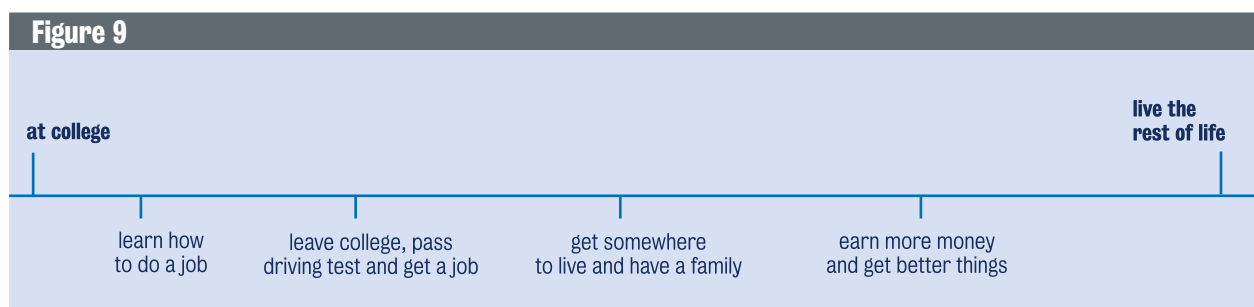 Figure 9
at college
live the
rest of life
learn how
to do a job
leave college, pass
driving test and get a job
get somewhere
to live and have a family
earn more money
and get better things